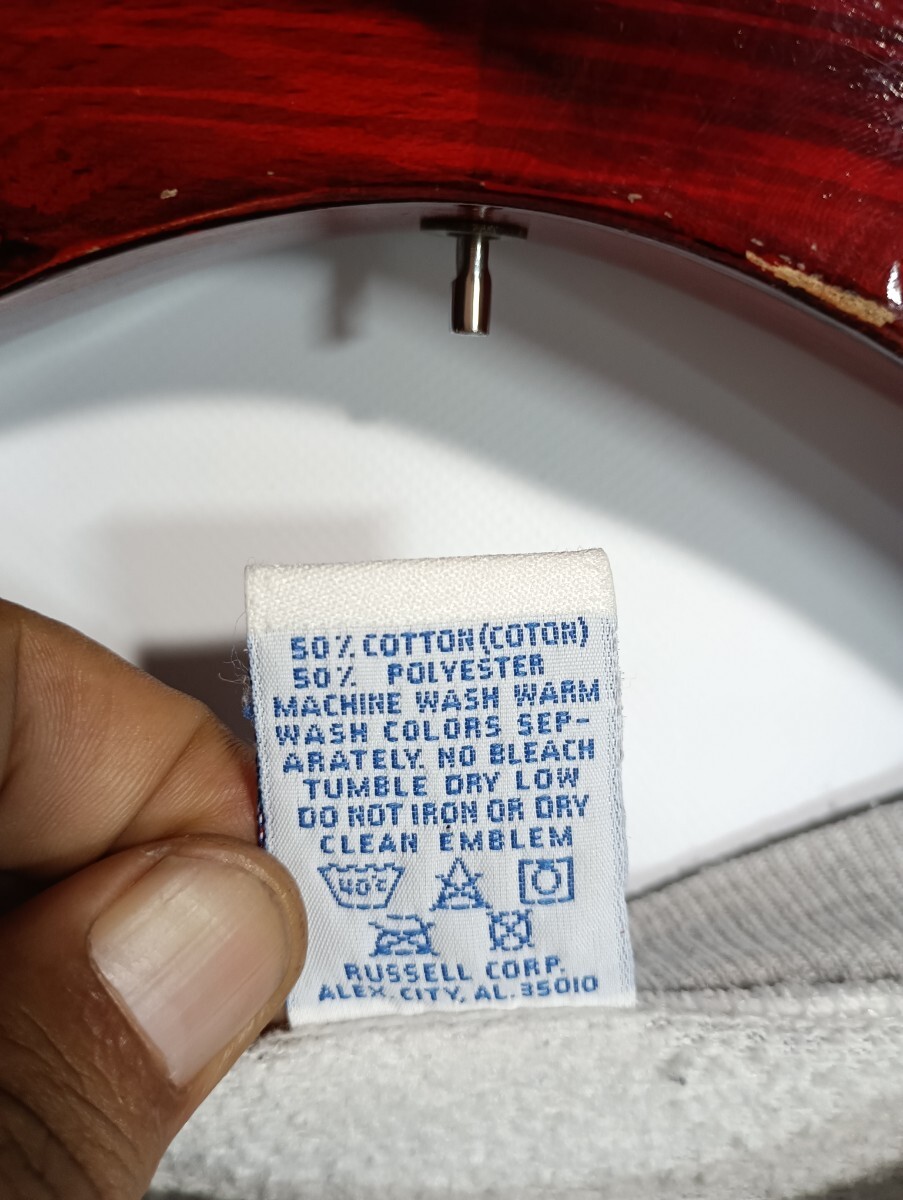 50% COTTON (COTON)
50% POLYESTER
MACHINE WASH WARM
WASH COLORS SEP-
ARATELY. NO BLEACH
TUMBLE DRY LOW
DO NOT IRON OR DRY
CLEAN EMBLEM
40°C
RUSSELL CORP.
ALEX. CITY, AL. 35010